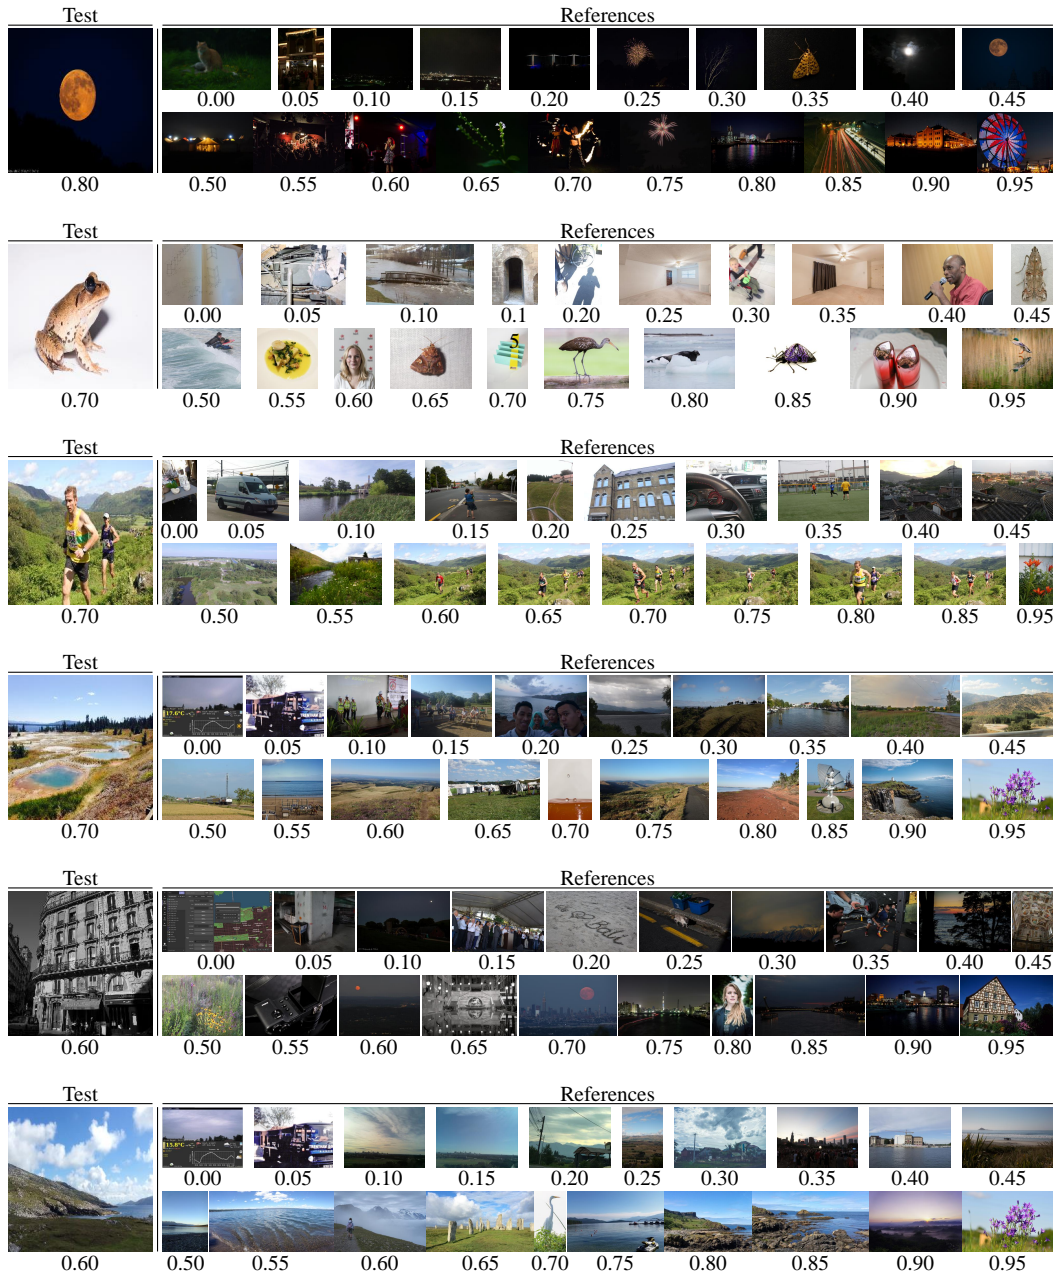 Test References
0.00 0.05 0.10 0.15 0.20 0.25 0.30 0.35 0.40 0.45
0.80 0.50 0.55 0.60 0.65 0.70 0.75 0.80 0.85 0.90 0.95
Test References
0.00 0.05 0.10 0.1 0.20 0.25 0.30 0.35 0.40 0.45
5
0.70 0.50 0.55 0.60 0.65 0.70 0.75 0.80 0.85 0.90 0.95
Test References
0.00 0.05 0.10 0.15 0.20 0.25 0.30 0.35 0.40 0.45
0.70 0.50 0.55 0.60 0.65 0.70 0.75 0.80 0.85 0.95
Test References
17.6°C
0.00 0.05 0.10 0.15 0.20 0.25 0.30 0.35 0.40 0.45
0.70 0.50 0.55 0.60 0.65 0.70 0.75 0.80 0.85 0.90 0.95
Test References
0.00 0.05 0.10 0.15 0.20 0.25 0.30 0.35 0.40 0.45
0.60 0.50 0.55 0.60 0.65 0.70 0.75 0.80 0.85 0.90 0.95
Test References
15.8°C
0.00 0.05 0.10 0.15 0.20 0.25 0.30 0.35 0.40 0.45
0.60 0.50 0.55 0.60 0.65 0.70 0.75 0.80 0.85 0.90 0.95